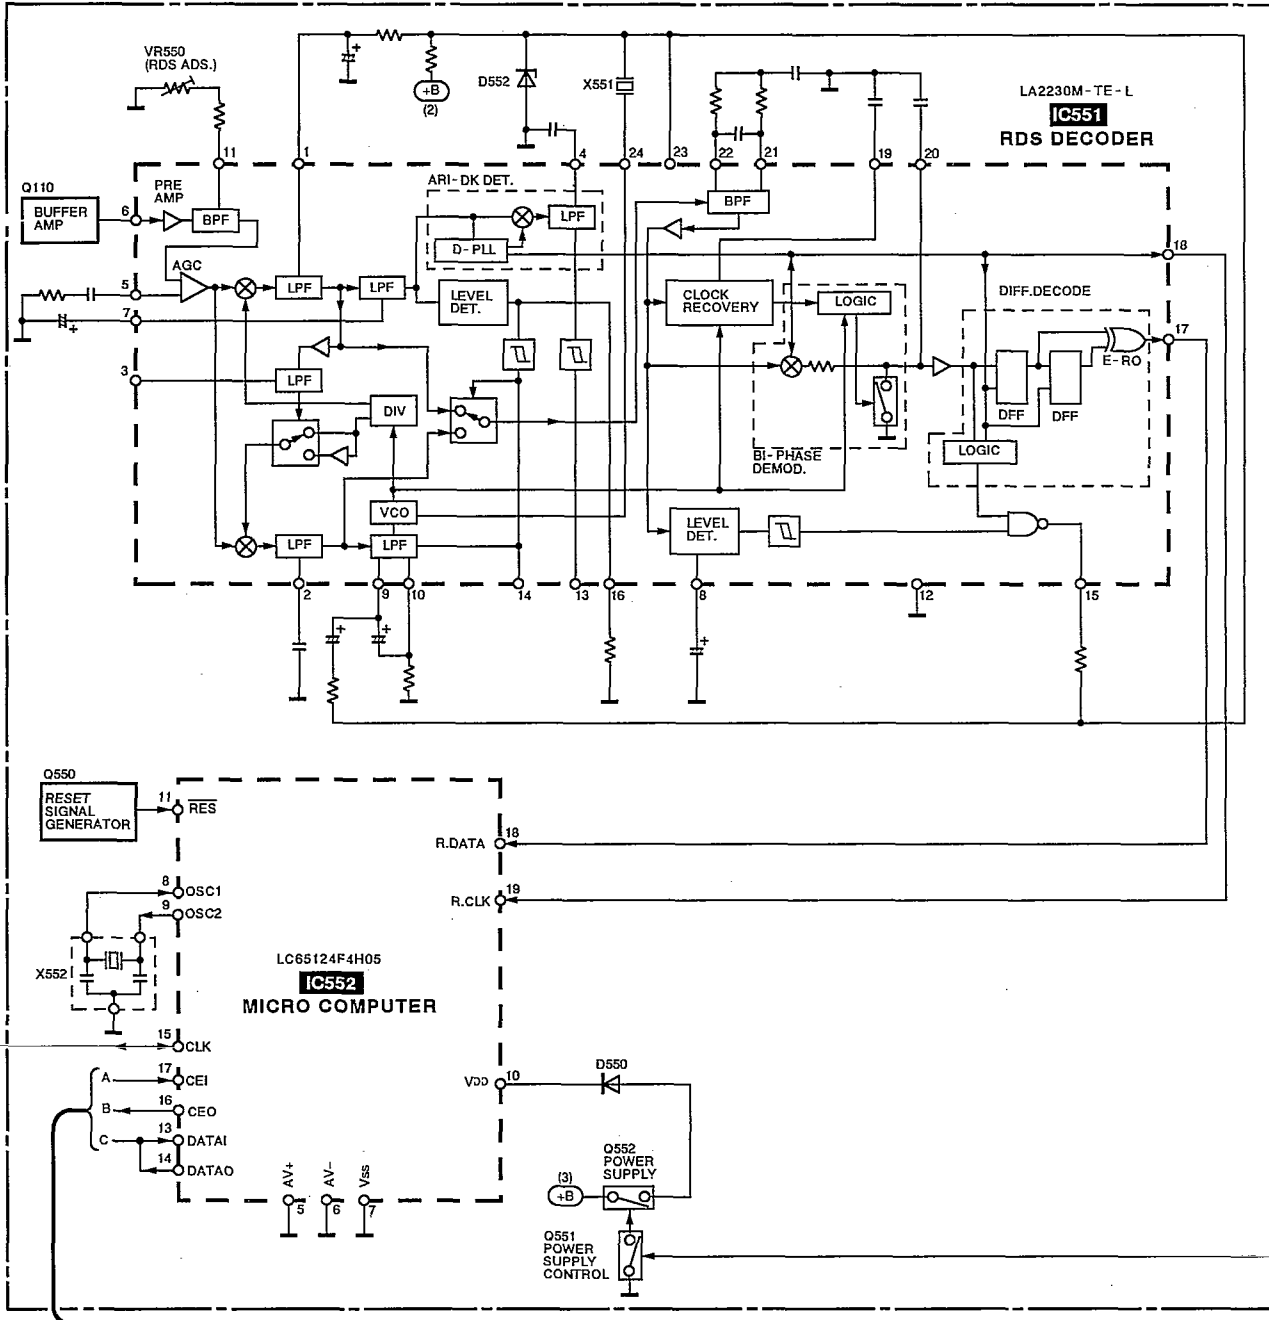 VR550
(RDS ADS.)
+B
(2)
D552
X551
LA2230M-TE-L
IC551
RDS DECODER
11
1
4
24
23
22
21
19
20
Q110
BUFFER
AMP
6
PRE
AMP
BPF
ARI-DK DET.
LPF
D-PLL
BPF
18
AGC
5
7
3
LPF
LPF
LEVEL
DET.
CLOCK
RECOVERY
LOGIC
DIFF.DECODE
17
E-RO
LPF
DIV
DFF
DFF
BI-PHASE
DEMOD.
LOGIC
VCO
LPF
LPF
LEVEL
DET.
2
9
10
14
13
16
8
12
15
+
+
+
+
+
Q550
RESET
SIGNAL
GENERATOR
11
RES
R.DATA
18
8
OSC1
9
OSC2
R.CLK
19
X552
LC65124F4H05
IC552
MICRO COMPUTER
15
CLK
A
17
CEI
B
16
CEO
C
13
DATAI
14
DATAO
VDD
10
D550
AV+
AV-
Vss
5
6
7
(3)
+B
Q552
POWER
SUPPLY
Q551
POWER
SUPPLY
CONTROL